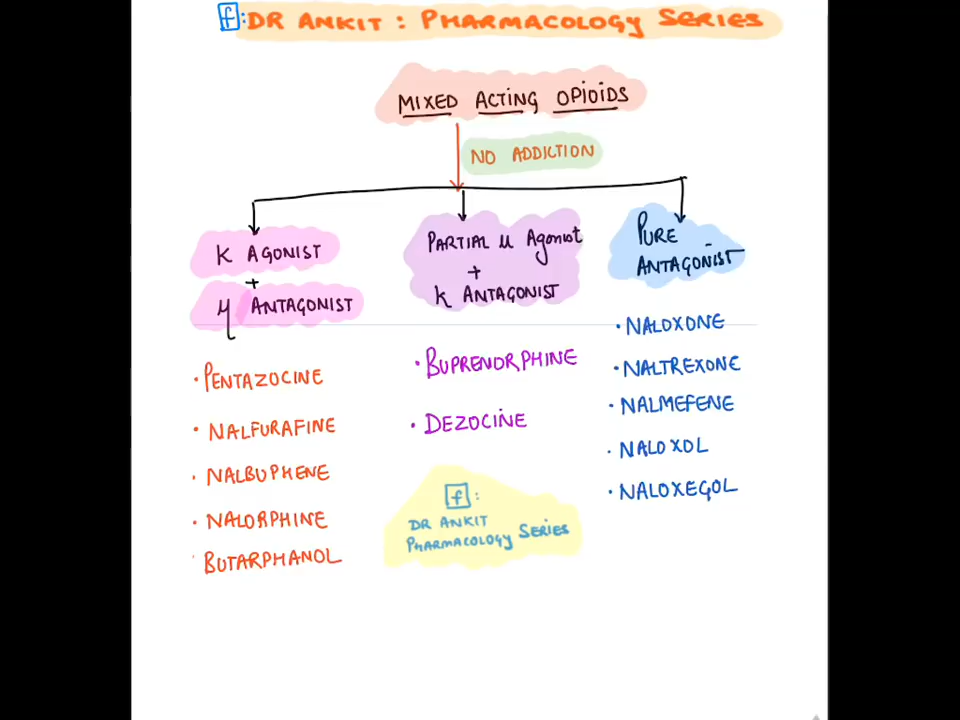 f: DR ANKIT : PHARMACOLOGY SERIES
MIXED ACTING OPIOIDS
NO ADDICTION
K AGONIST
+
μ ANTAGONIST
• PENTAZOCINE
• NALFURAFINE
• NALBUPHENE
• NALORPHINE
• BUTARPHANOL
PARTIAL μ Agonist
+
K ANTAGONIST
• BUPRENORPHINE
• DEZOCINE
f:
DR ANKIT
PHARMACOLOGY SERIES
PURE
ANTAGONIST
• NALOXONE
• NALTREXONE
• NALMEFENE
• NALOXOL
• NALOXEGOL